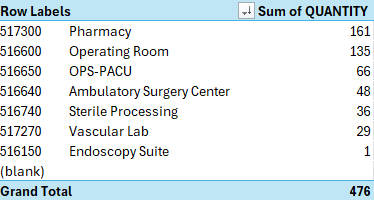 Row Labels Sum of QUANTITY
517300 Pharmacy 161
516600 Operating Room 135
516650 OPS-PACU 66
516640 Ambulatory Surgery Center 48
516740 Sterile Processing 36
517270 Vascular Lab 29
516150 Endoscopy Suite 1
(blank)
Grand Total 476